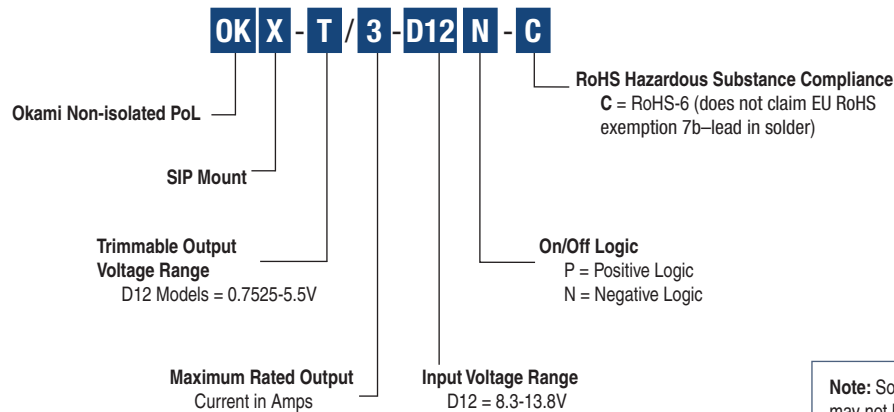 OK X - T / 3 - D12 N - C
RoHS Hazardous Substance Compliance
C = RoHS-6 (does not claim EU RoHS
exemption 7b–lead in solder)
Okami Non-isolated PoL
SIP Mount
Trimmable Output
Voltage Range
D12 Models = 0.7525-5.5V
On/Off Logic
P = Positive Logic
N = Negative Logic
Maximum Rated Output
Current in Amps
Input Voltage Range
D12 = 8.3-13.8V
Note: So
may not